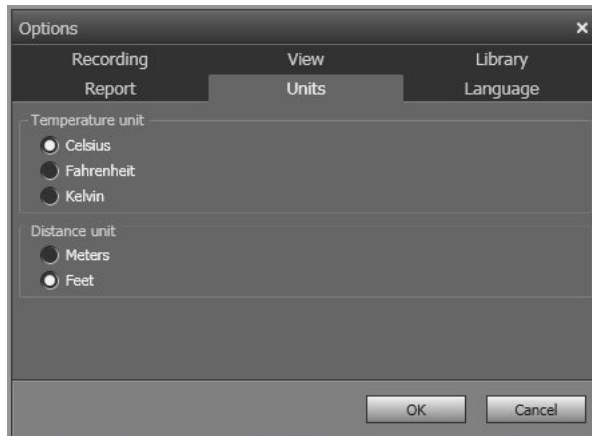 Options
Recording View Library
Report Units Language
Temperature unit
Celsius
Fahrenheit
Kelvin
Distance unit
Meters
Feet
OK Cancel